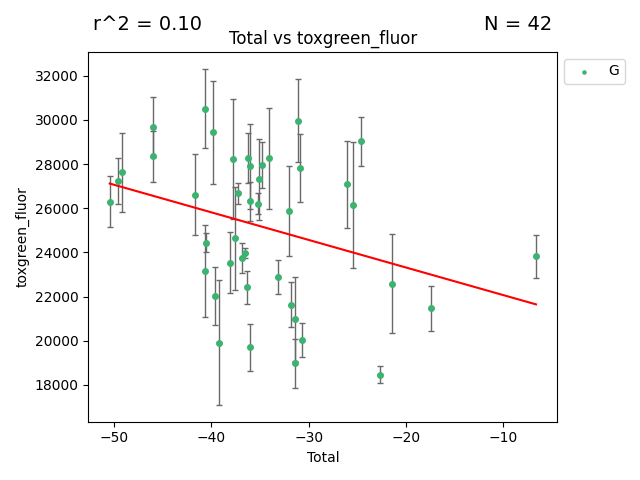 r^2 = 0.10
N = 42
Total vs toxgreen_fluor
G
32000
30000
28000
26000
24000
22000
20000
18000
toxgreen_fluor
−50
−40
−30
−20
−10
Total